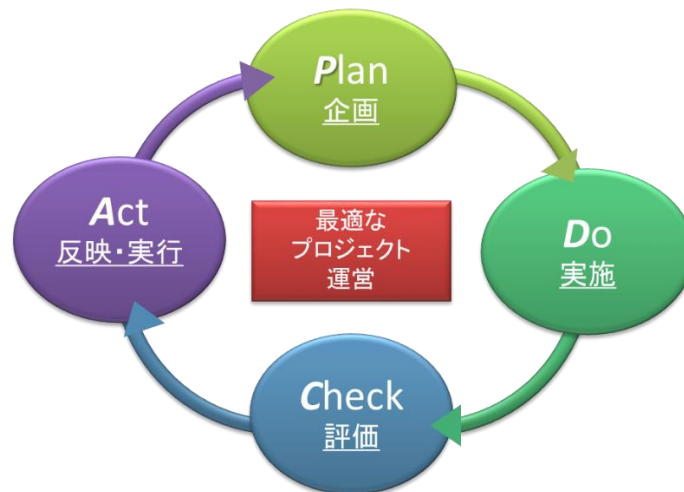 Plan
企画
Do
実施
Check
評価
Act
反映・実行
最適な
プロジェクト
運営